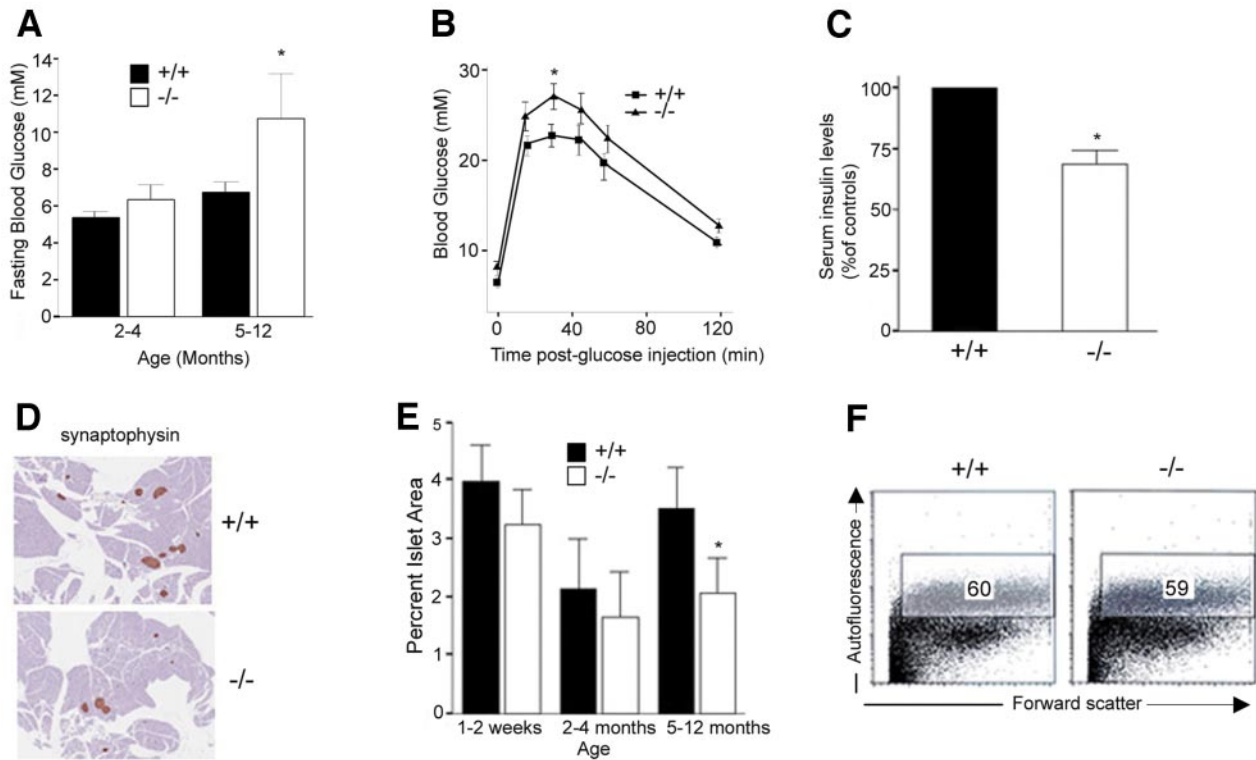 A
Fasting Blood Glucose (mM)
14
12
10
8
6
4
2
0
+/+
-/-
*
2-4
5-12
Age (Months)
B
Blood Glucose (mM)
30
20
10
*
+/+
-/-
0
40
80
120
Time post-glucose injection (min)
C
Serum insulin levels
(%of controls)
100
75
50
25
0
*
+/+
-/-
D
synaptophysin
+/+
-/-
E
Percent Islet Area
5
4
3
2
1
0
+/+
-/-
*
1-2 weeks
2-4 months
5-12 months
Age
F
+/+
-/-
Autofluorescence
60
59
Forward scatter